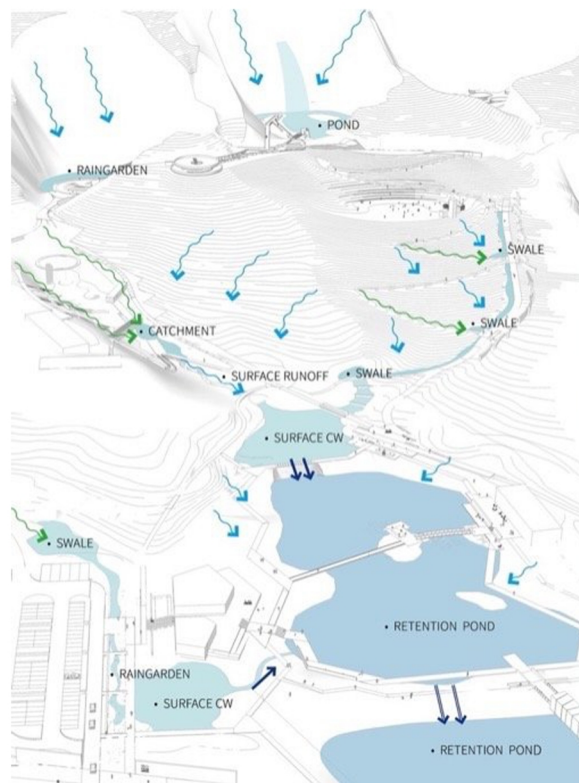 POND
RAINGARDEN
SWALE
SWALE
CATCHMENT
SURFACE RUNOFF
SWALE
SURFACE CW
SWALE
RETENTION POND
RAINGARDEN
SURFACE CW
RETENTION POND